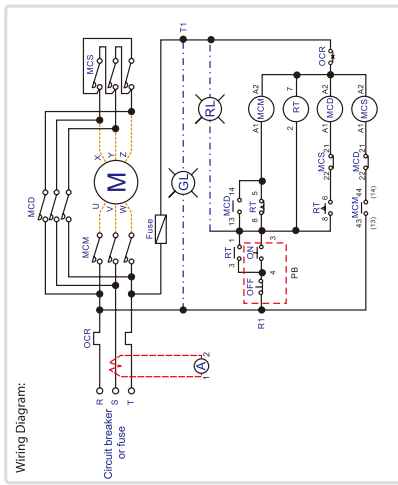 Wiring Diagram:
Circuit breaker
or fuse
R
S
T
A
1
2
OCR
MCM
MCD
U
V
W
M
X
Y
Z
MCS
Fuse
T1
GL
RL
R1
OCR
MCM
A2
A1
RT
7
2
MCD
A2
A1
MCS
A2
A1
MCD
14
13
RT
5
8
MCS
21
22
MCD
21
22
RT
6
8
MCM
44
43
(14)
(13)
RT
1
3
ON
3
4
OFF
PB